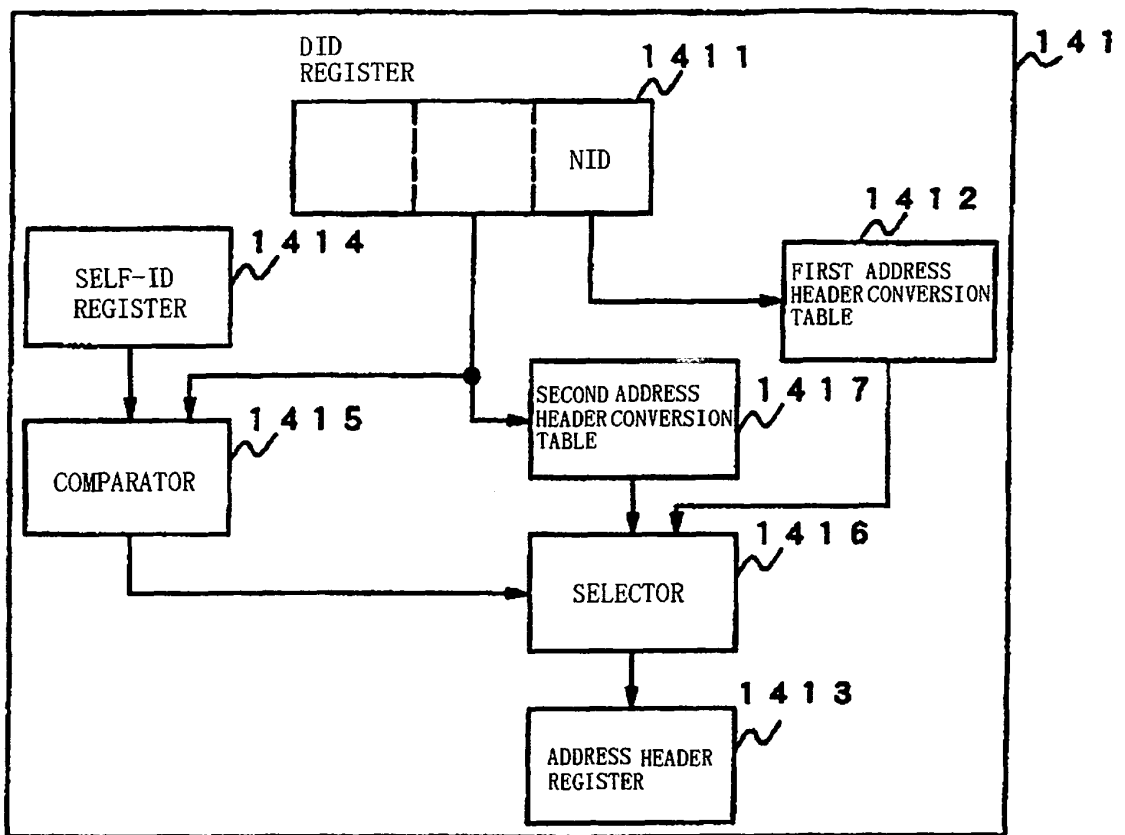 141
DID
REGISTER
1411
NID
1412
1414
SELF-ID
REGISTER
FIRST ADDRESS
HEADER CONVERSION
TABLE
1417
SECOND ADDRESS
HEADER CONVERSION
TABLE
1415
COMPARATOR
1416
SELECTOR
1413
ADDRESS HEADER
REGISTER